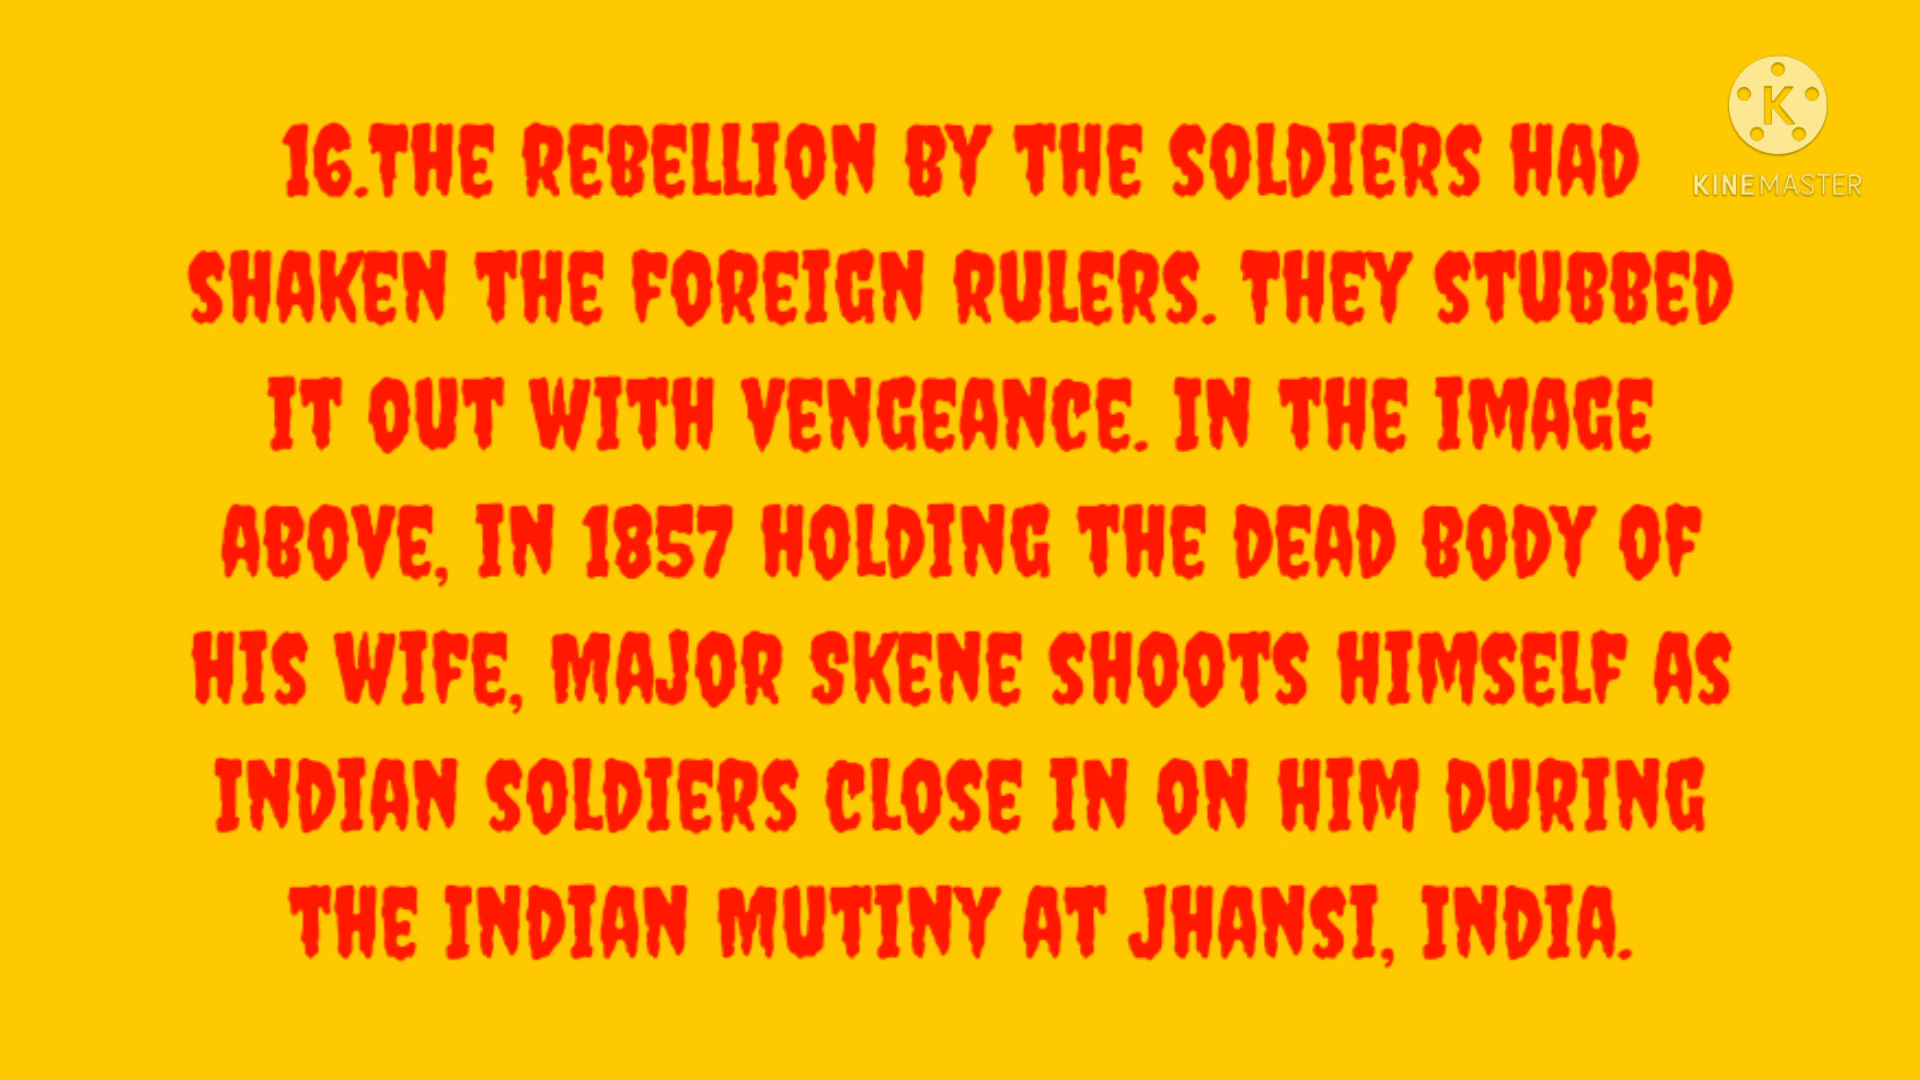 16.THE REBELLION BY THE SOLDIERS HAD
SHAKEN THE FOREIGN RULERS. THEY STUBBED
IT OUT WITH VENGEANCE. IN THE IMAGE
ABOVE, IN 1857 HOLDING THE DEAD BODY OF
HIS WIFE, MAJOR SKENE SHOOTS HIMSELF AS
INDIAN SOLDIERS CLOSE IN ON HIM DURING
THE INDIAN MUTINY AT JHANSI, INDIA.
K
KINEMASTER